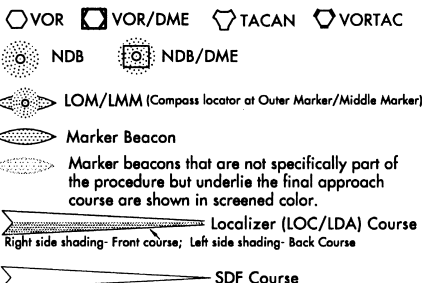 VOR VOR/DME TACAN VORTAC
NDB NDB/DME
LOM/LMM (Compass locator at Outer Marker/Middle Marker)
Marker Beacon
Marker beacons that are not specifically part of
the procedure but underlie the final approach
course are shown in screened color.
Localizer (LOC/LDA) Course
Right side shading- Front course; Left side shading- Back Course
SDF Course